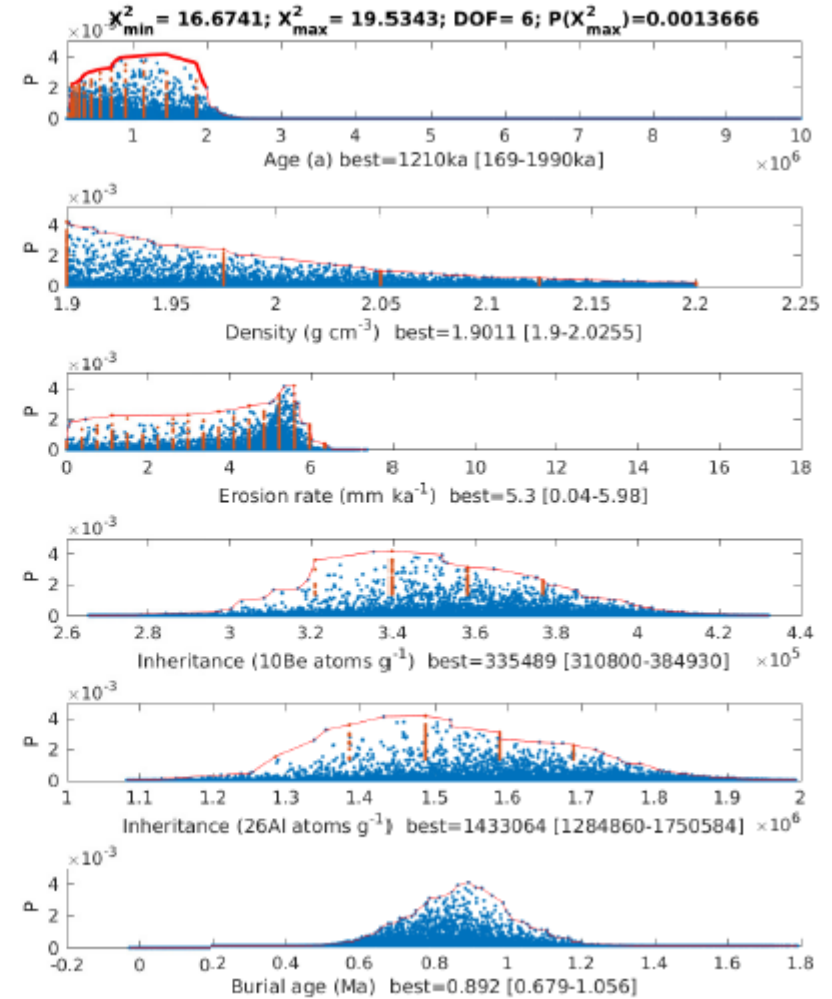 X²min = 16.6741; X²max = 19.5343; DOF= 6; P(X²max)=0.0013666
×10⁻³
P
4
2
0
1 2 3 4 5 6 7 8 9 10
Age (a) best=1210ka [169-1990ka]
×10⁶
×10⁻³
P
4
2
0
1.9 1.95 2 2.05 2.1 2.15 2.2 2.25
Density (g cm⁻³) best=1.9011 [1.9-2.0255]
×10⁻³
P
4
2
0
0 2 4 6 8 10 12 14 16 18
Erosion rate (mm ka⁻¹) best=5.3 [0.04-5.98]
×10⁻³
P
4
2
0
2.6 2.8 3 3.2 3.4 3.6 3.8 4 4.2 4.4
Inheritance (10Be atoms g⁻¹) best=335489 [310800-384930] ×10⁵
×10⁻³
P
4
2
0
1 1.1 1.2 1.3 1.4 1.5 1.6 1.7 1.8 1.9 2
Inheritance (26Al atoms g⁻¹) best=1433064 [1284860-1750584] ×10⁶
×10⁻³
P
4
2
0
-0.2 0 0.2 0.4 0.6 0.8 1 1.2 1.4 1.6 1.8
Burial age (Ma) best=0.892 [0.679-1.056]